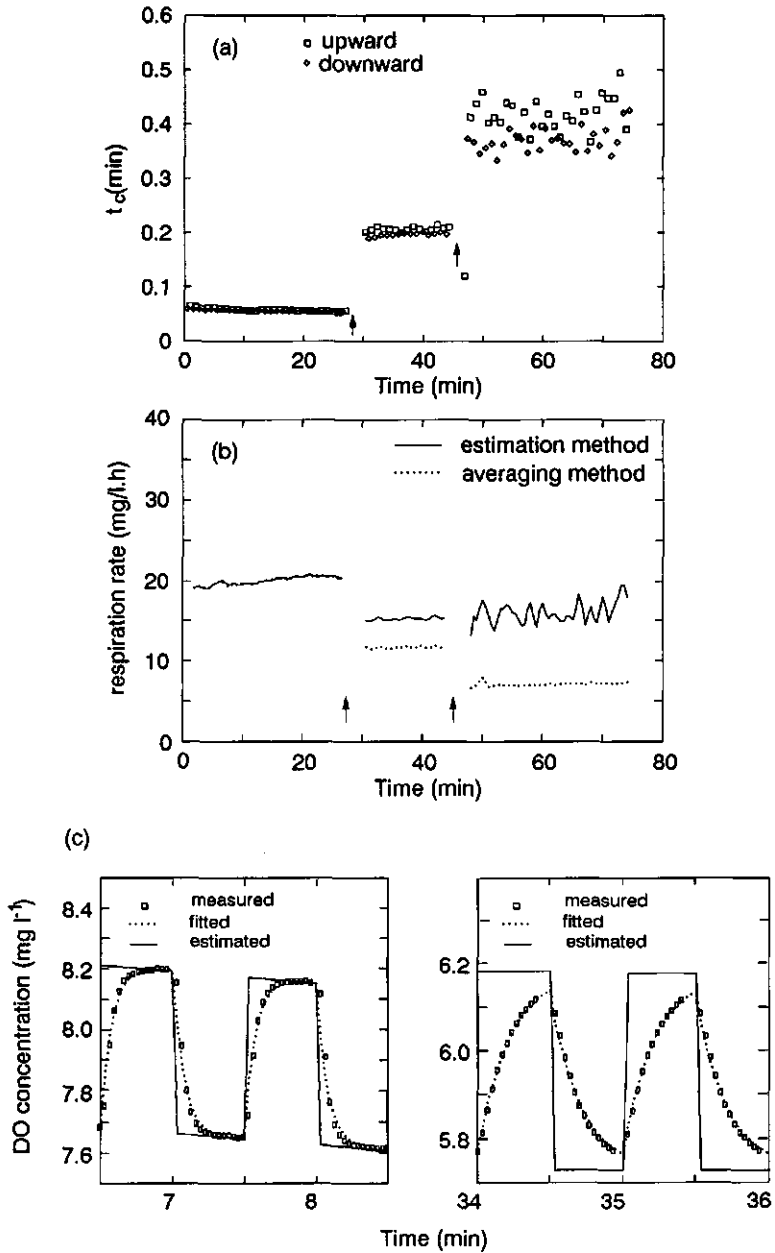 (a)
upward
downward
0.6
0.5
0.4
0.3
0.2
0.1
0
t_c(min)
0 20 40 60 80
Time (min)
(b)
estimation method
averaging method
40
30
20
10
0
respiration rate (mg/l.h)
0 20 40 60 80
Time (min)
(c)
measured
fitted
estimated
8.4
8.2
8.0
7.8
7.6
DO concentration (mg l⁻¹)
7 8
measured
fitted
estimated
6.2
6.0
5.8
34 35 36
Time (min)